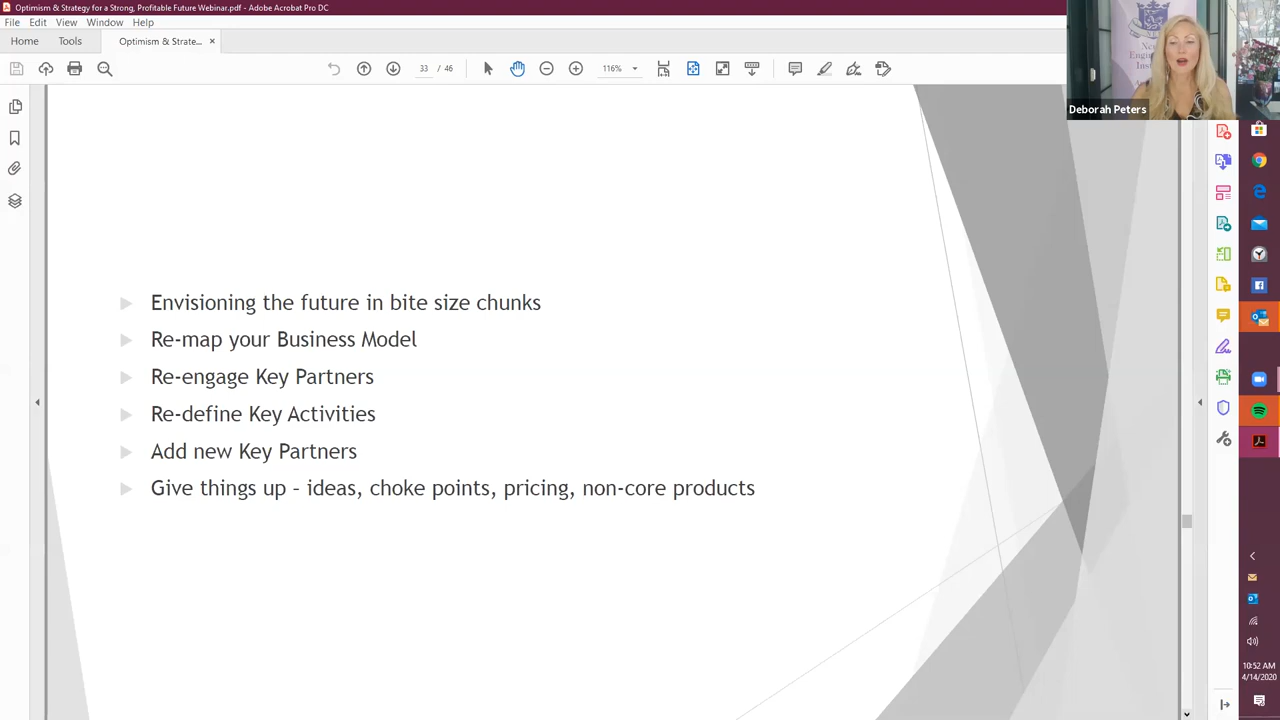 Optimism & Strategy for a Strong, Profitable Future Webinar.pdf - Adobe Acrobat Pro DC
File Edit View Window Help
Home Tools Optimism & Strate... ×
33 / 46 116%
Deborah Peters
Envisioning the future in bite size chunks
Re-map your Business Model
Re-engage Key Partners
Re-define Key Activities
Add new Key Partners
Give things up – ideas, choke points, pricing, non-core products
10:52 AM
4/14/2020